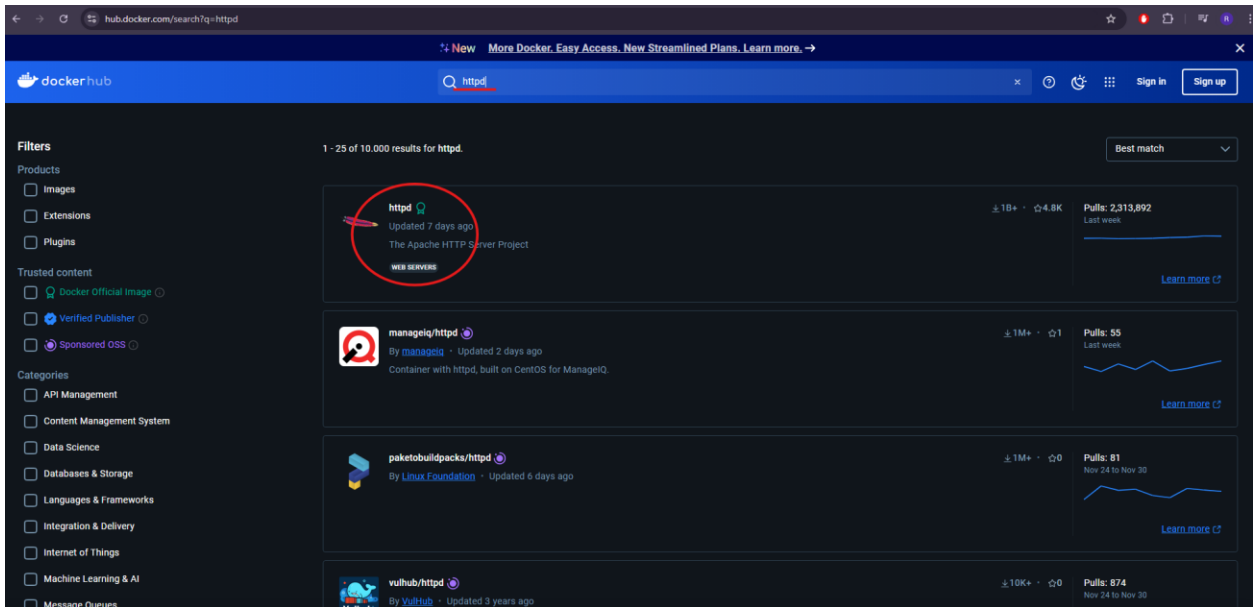 hub.docker.com/search?q=httpd
R
New More Docker. Easy Access. New Streamlined Plans. Learn more. →
dockerhub
httpd
Sign in
Sign up
Filters
Products
Images
Extensions
Plugins
Trusted content
Docker Official Image
Verified Publisher
Sponsored OSS
Categories
API Management
Content Management System
Data Science
Databases & Storage
Languages & Frameworks
Integration & Delivery
Internet of Things
Machine Learning & AI
Message Queues
1 - 25 of 10.000 results for httpd.
Best match
httpd
Updated 7 days ago
The Apache HTTP Server Project
WEB SERVERS
1B+ · 4.8K
Pulls: 2,313,892
Last week
Learn more
manageiq/httpd
By manageiq · Updated 2 days ago
Container with httpd, built on CentOS for ManageIQ.
1M+ · 1
Pulls: 55
Last week
Learn more
paketobuildpacks/httpd
By Linux Foundation · Updated 6 days ago
1M+ · 0
Pulls: 81
Nov 24 to Nov 30
Learn more
vulhub/httpd
By VulHub · Updated 3 years ago
10K+ · 0
Pulls: 874
Nov 24 to Nov 30